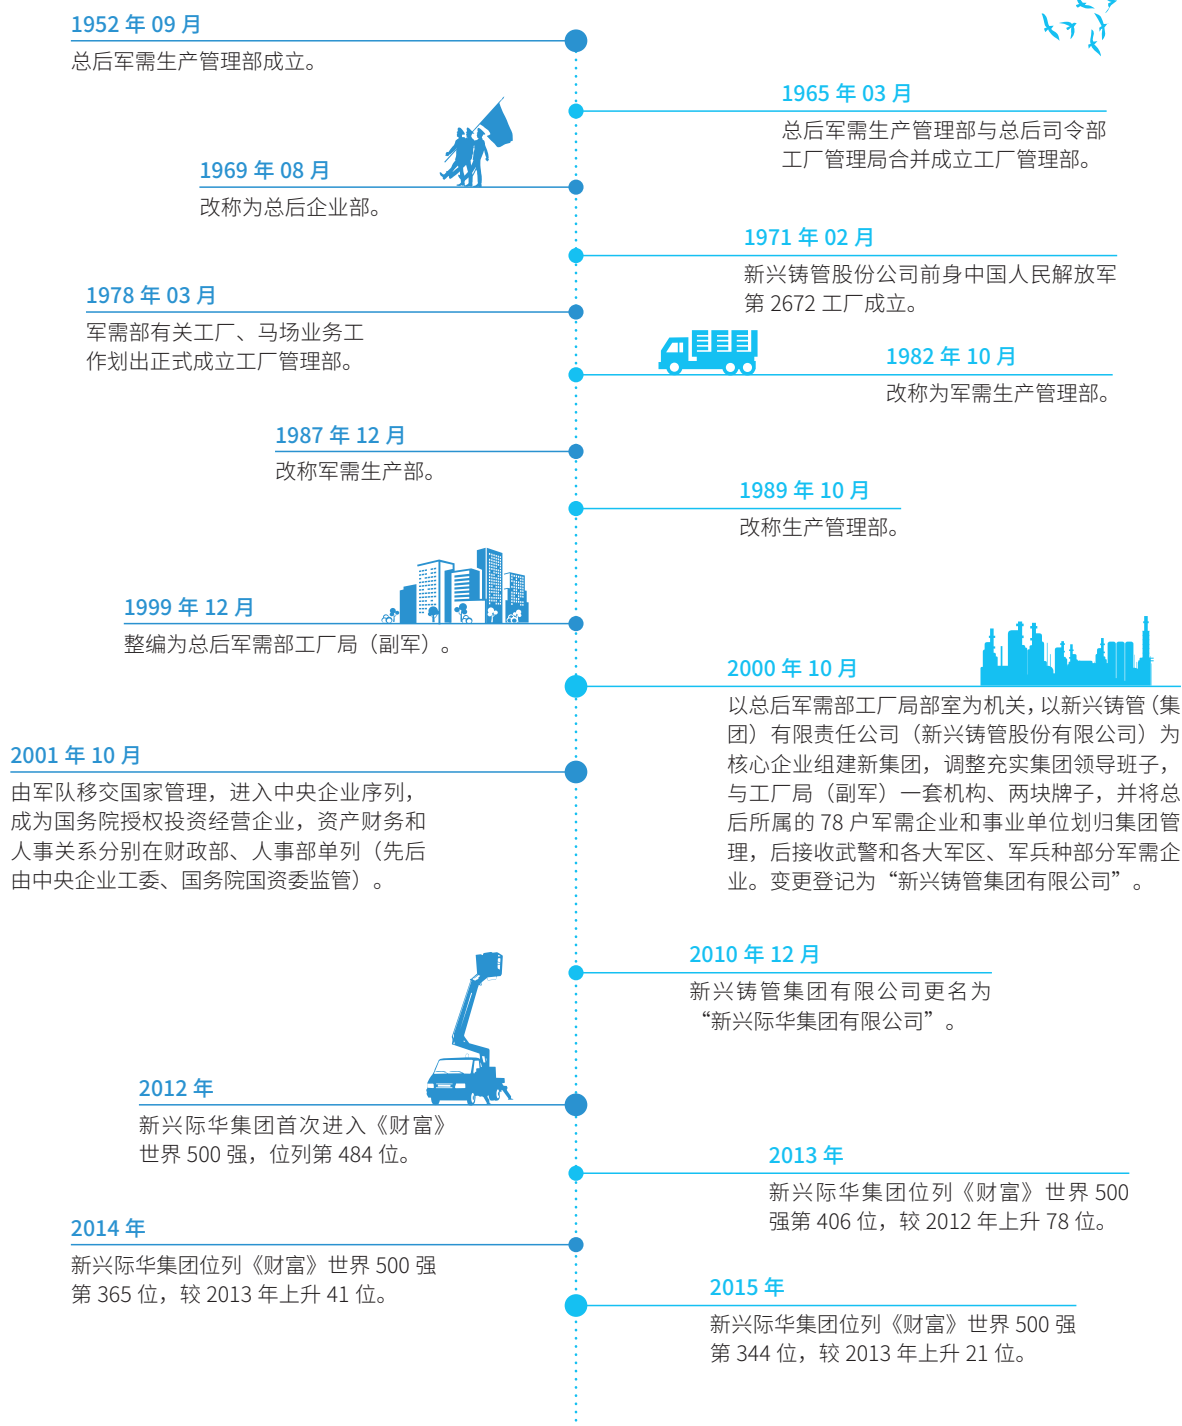 1952 年 09 月
总后军需生产管理部成立。
1965 年 03 月
总后军需生产管理部与总后司令部
工厂管理局合并成立工厂管理部。
1969 年 08 月
改称为总后企业部。
1971 年 02 月
新兴铸管股份公司前身中国人民解放军
第 2672 工厂成立。
1978 年 03 月
军需部有关工厂、马场业务工
作划出正式成立工厂管理部。
1982 年 10 月
改称为军需生产管理部。
1987 年 12 月
改称军需生产部。
1989 年 10 月
改称生产管理部。
1999 年 12 月
整编为总后军需部工厂局（副军）。
2000 年 10 月
以总后军需部工厂局部室为机关，以新兴铸管（集
团）有限责任公司（新兴铸管股份有限公司）为
核心企业组建新集团，调整充实集团领导班子，
与工厂局（副军）一套机构、两块牌子，并将总
后所属的 78 户军需企业和事业单位划归集团管
理，后接收武警和各大军区、军兵种部分军需企
业。变更登记为“新兴铸管集团有限公司”。
2001 年 10 月
由军队移交国家管理，进入中央企业序列，
成为国务院授权投资经营企业，资产财务和
人事关系分别在财政部、人事部单列（先后
由中央企业工委、国务院国资委监管）。
2010 年 12 月
新兴铸管集团有限公司更名为
“新兴际华集团有限公司”。
2012 年
新兴际华集团首次进入《财富》
世界 500 强，位列第 484 位。
2013 年
新兴际华集团位列《财富》世界 500
强第 406 位，较 2012 年上升 78 位。
2014 年
新兴际华集团位列《财富》世界 500 强
第 365 位，较 2013 年上升 41 位。
2015 年
新兴际华集团位列《财富》世界 500 强
第 344 位，较 2013 年上升 21 位。